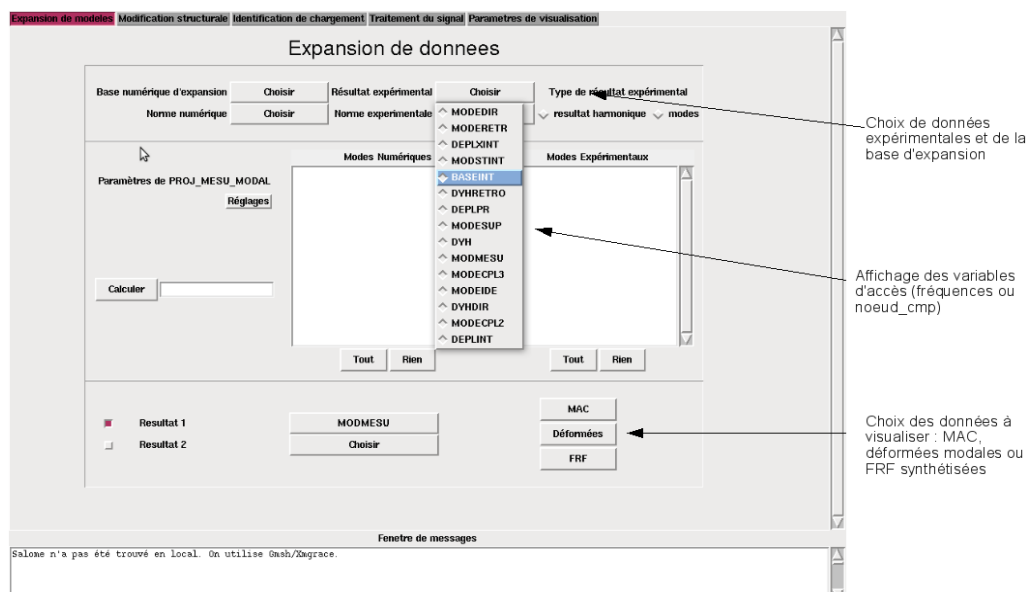 Expansion de modeles Modification structurale Identification de chargement Traitement du signal Parametres de visualisation
Expansion de donnees
Base numérique d'expansion Choisir Résultat expérimental Choisir Type de résultat expérimental
Norme numérique Choisir Norme experimentale resultat harmonique modes
MODEDIR
MODERETR
DEPLXINT
MODSTINT
BASEINT
DYHRETRO
DEPLPR
MODESUP
DYH
MODMESU
MODECPL3
MODEIDE
DYHDIR
MODECPL2
DEPLINT
Modes Numériques Modes Expérimentaux
Paramètres de PROJ_MESU_MODAL
Réglages
Calculer
Tout Rien Tout Rien
Resultat 1 MODMESU MAC
Resultat 2 Choisir Déformées
FRF
Choix de données
expérimentales et de la
base d'expansion
Affichage des variables
d'accès (fréquences ou
noeud_cmp)
Choix des données à
visualiser : MAC,
déformées modales ou
FRF synthétisées
Fenetre de messages
Salome n'a pas été trouvé en local. On utilise Gmsh/Xmgrace.